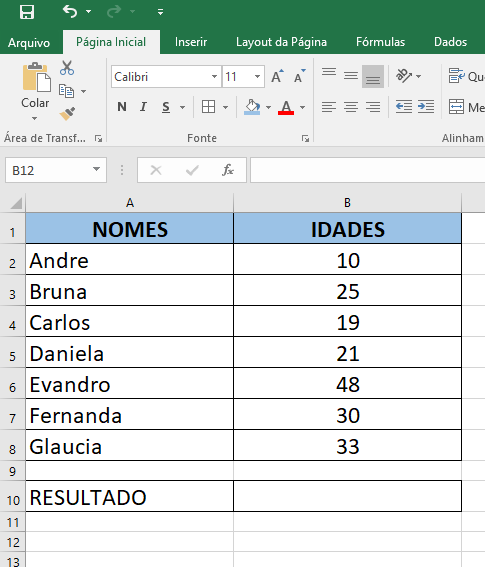 Arquivo Página Inicial Inserir Layout da Página Fórmulas Dados
Colar
Calibri 11 A A
N I S A
Área de Transf... Fonte Alinham
B12 fx
A B
1 NOMES IDADES
2 Andre 10
3 Bruna 25
4 Carlos 19
5 Daniela 21
6 Evandro 48
7 Fernanda 30
8 Glaucia 33
9
10 RESULTADO
11
12
13